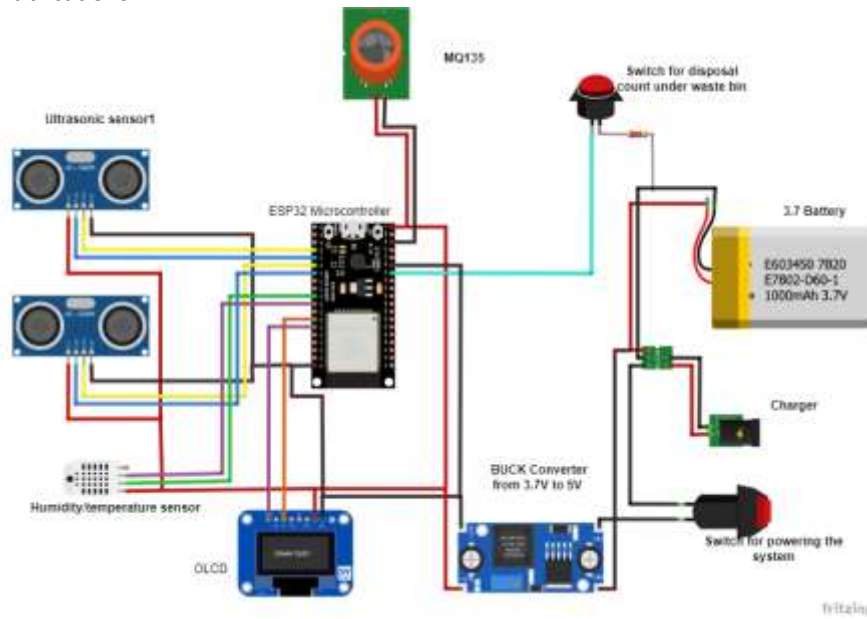 MQ135
Switch for disposal
count under waste bin
Ultrasonic sensor1
ESP32 Microcontroller
3.7 Battery
E603450 7820
E7802-D60-1
1000mAh 3.7V
Charger
BUCK Converter
from 3.7V to 5V
Humidity/temperature sensor
OLCD
Switch for powering the
system